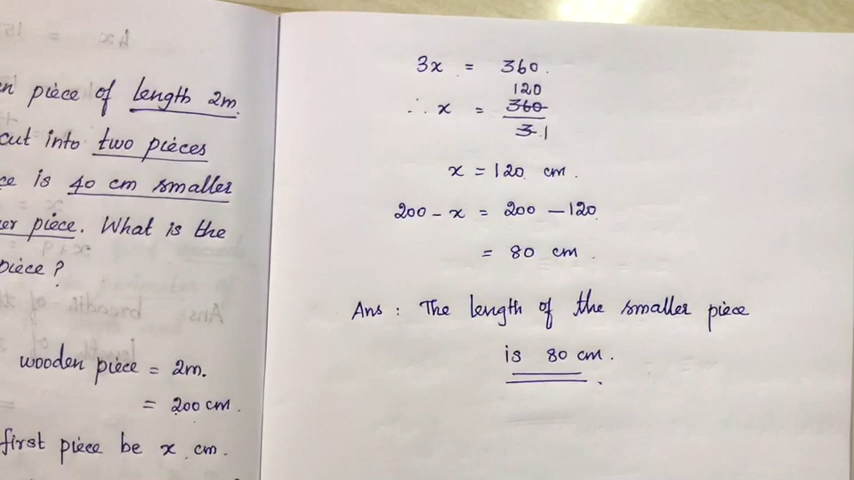 n piece of length 2m.
cut into two pieces
ce is 40 cm smaller
er piece. What is the
piece?
wooden piece = 2m.
= 200 cm.
first piece be x cm.
3x = 360.
120
∴ x = 360
3 1
x = 120 cm.
200 - x = 200 - 120
= 80 cm.
Ans : The length of the smaller piece
is 80 cm.